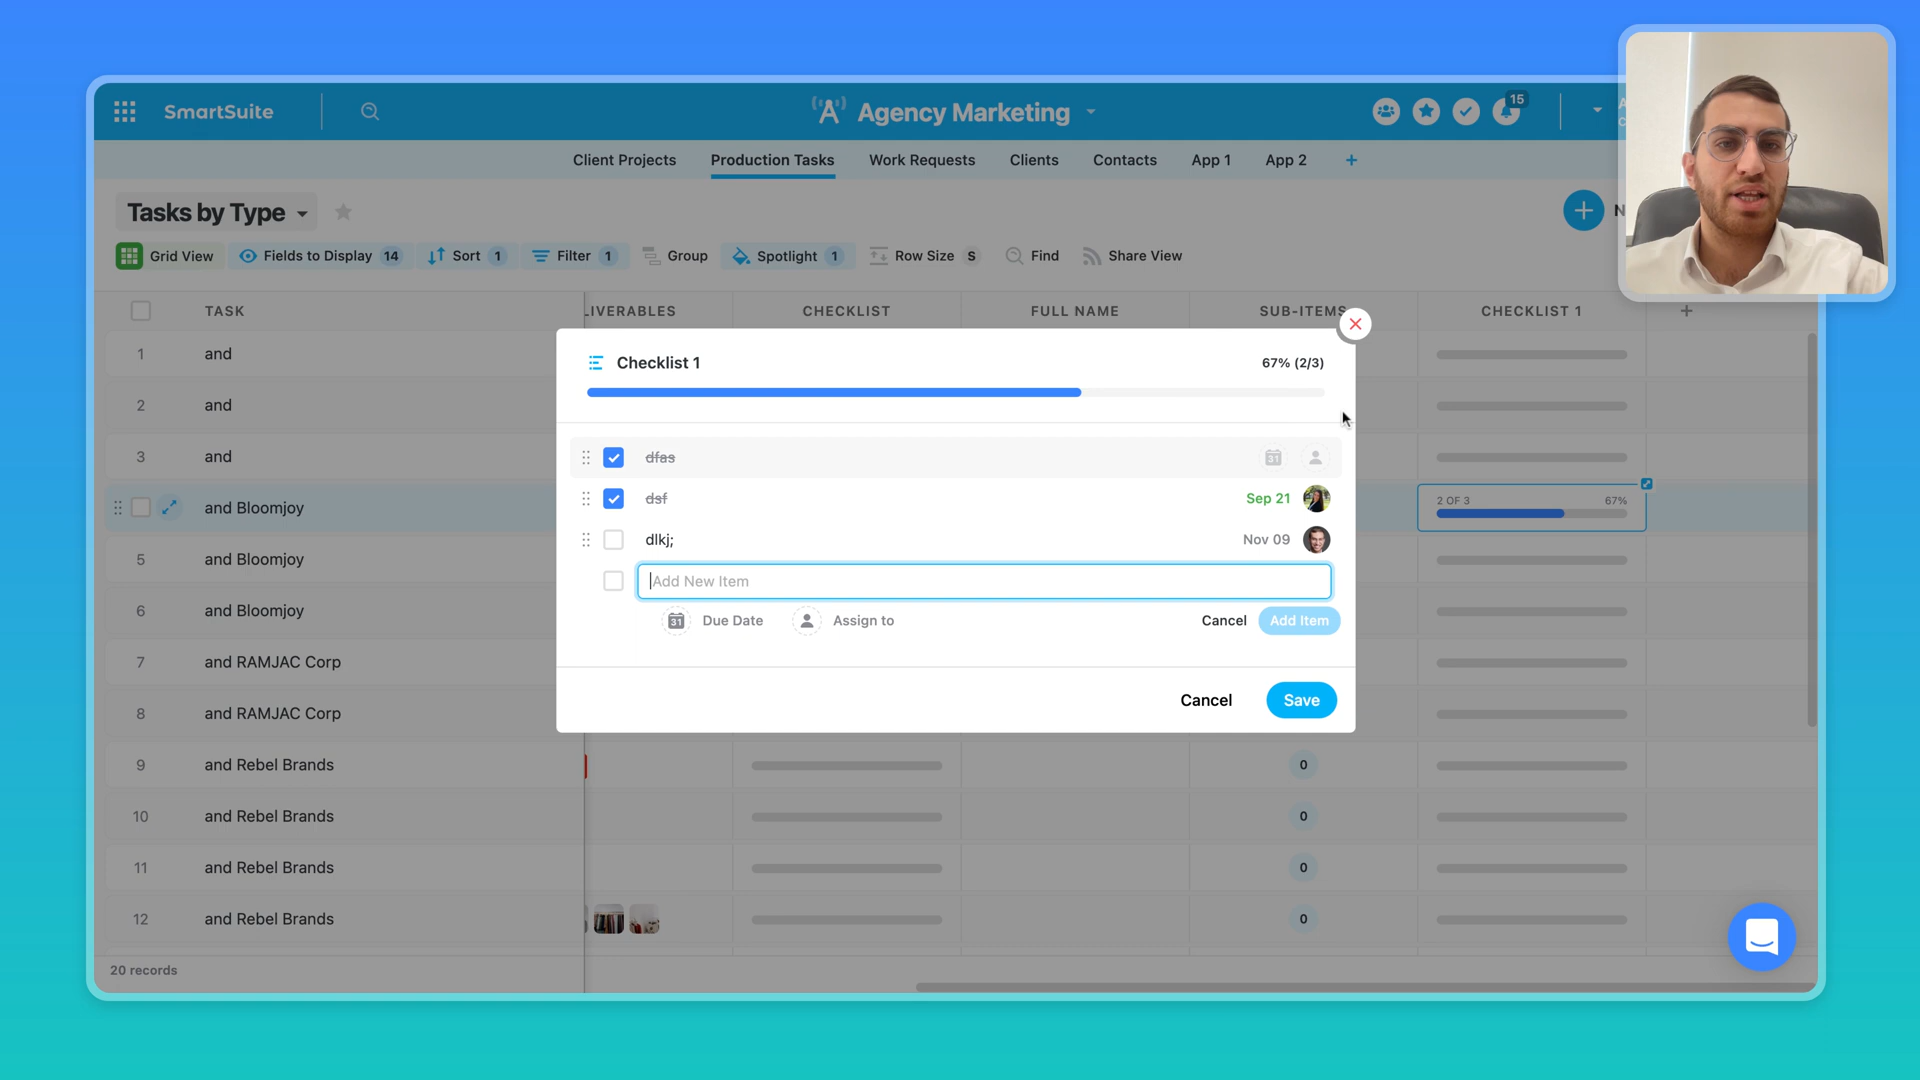 SmartSuite
Agency Marketing
15
Client Projects
Production Tasks
Work Requests
Clients
Contacts
App 1
App 2
+
Tasks by Type
Grid View
Fields to Display 14
Sort 1
Filter 1
Group
Spotlight 1
Row Size S
Find
Share View
N
TASK
LIVERABLES
CHECKLIST
FULL NAME
SUB-ITEMS
CHECKLIST 1
+
1 and
2 and
3 and
and Bloomjoy
2 OF 3 67%
5 and Bloomjoy
6 and Bloomjoy
7 and RAMJAC Corp
8 and RAMJAC Corp
9 and Rebel Brands 0
10 and Rebel Brands 0
11 and Rebel Brands 0
12 and Rebel Brands 0
20 records
Checklist 1 67% (2/3)
dfas 31
dsf Sep 21
dlkj; Nov 09
Add New Item
31 Due Date Assign to Cancel Add Item
Cancel Save